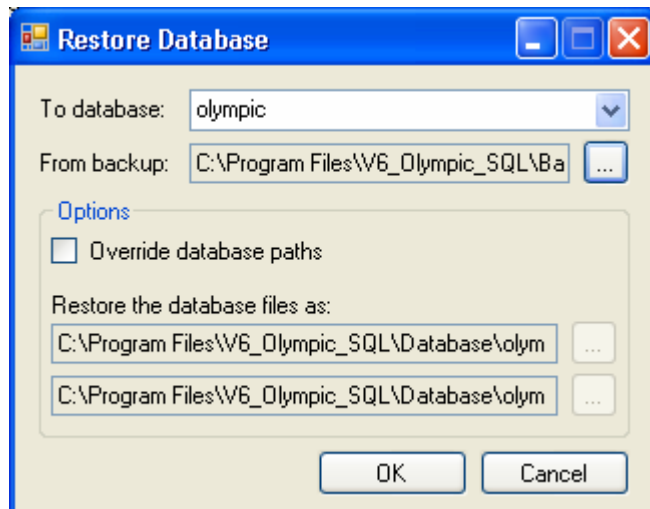 Restore Database
To database: olympic
From backup: C:\Program Files\V6_Olympic_SQL\Ba ...
Options
Override database paths
Restore the database files as:
C:\Program Files\V6_Olympic_SQL\Database\olym ...
C:\Program Files\V6_Olympic_SQL\Database\olym ...
OK Cancel